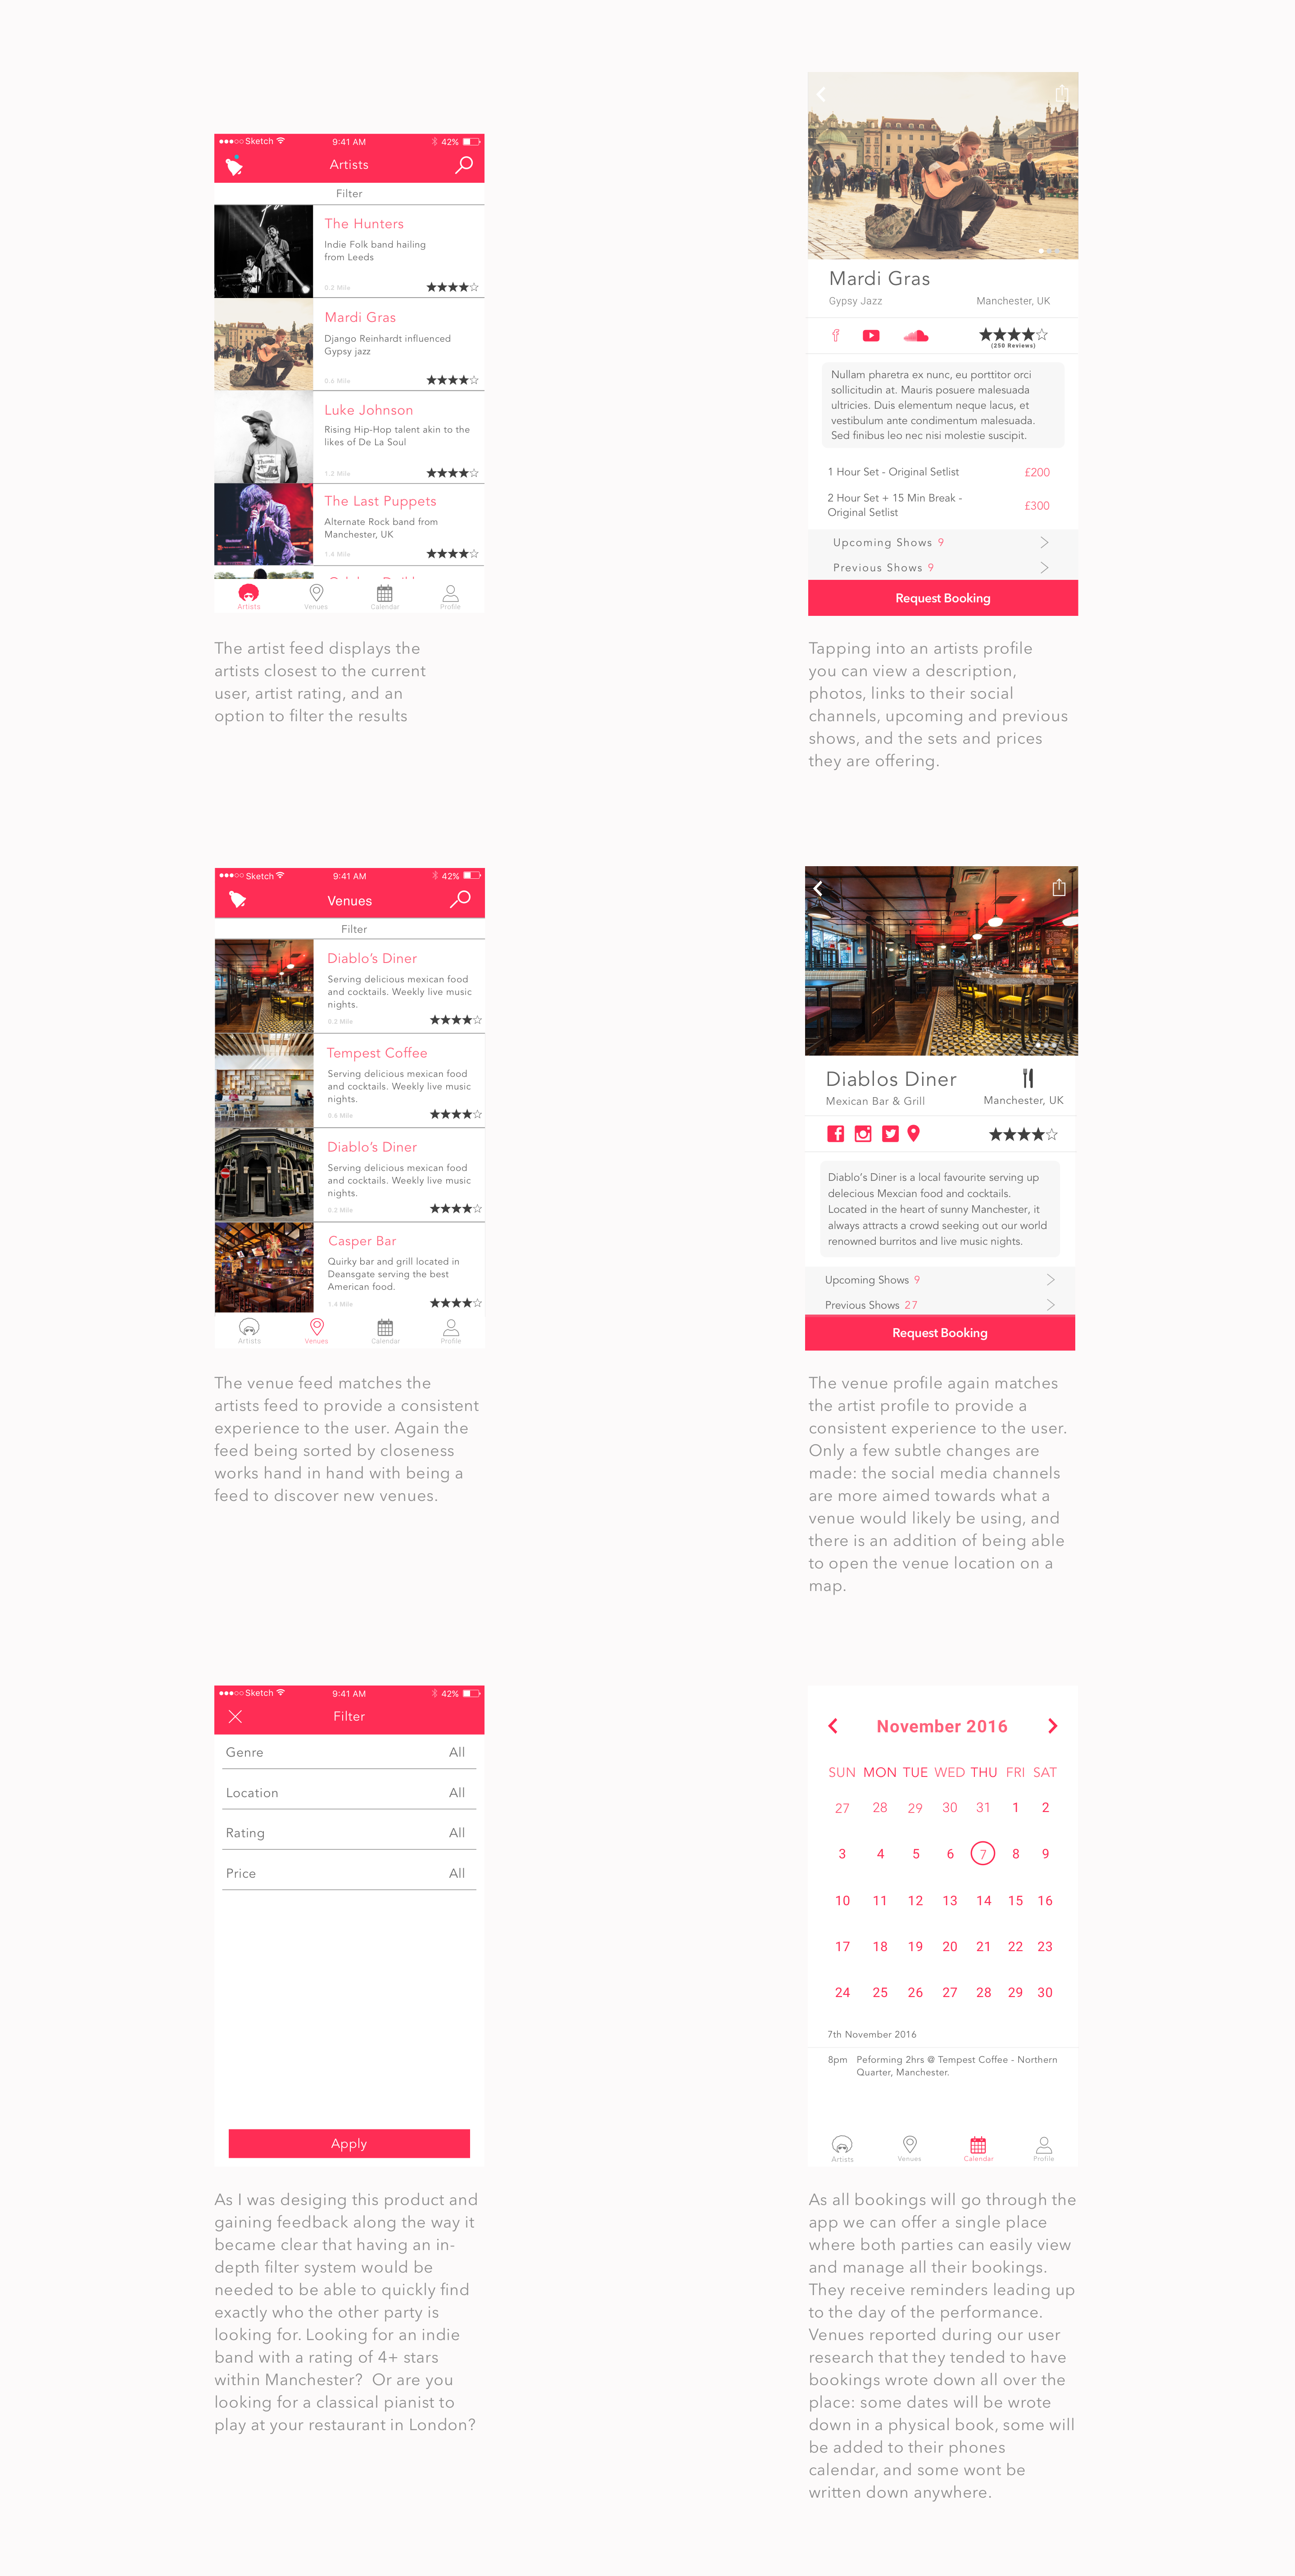 Sketch 9:41 AM 42%
Artists
Filter
The Hunters
Indie Folk band hailing
from Leeds
0.2 Mile
Mardi Gras
Django Reinhardt influenced
Gypsy jazz
0.6 Mile
Luke Johnson
Rising Hip-Hop talent akin to the
likes of De La Soul
1.2 Mile
The Last Puppets
Alternate Rock band from
Manchester, UK
1.4 Mile
Artists Venues Calendar Profile
The artist feed displays the
artists closest to the current
user, artist rating, and an
option to filter the results
Mardi Gras
Gypsy Jazz Manchester, UK
(250 Reviews)
Nullam pharetra ex nunc, eu porttitor orci
sollicitudin at. Mauris posuere malesuada
ultricies. Duis elementum neque lacus, et
vestibulum ante condimentum malesuada.
Sed finibus leo nec nisi molestie suscipit.
1 Hour Set - Original Setlist £200
2 Hour Set + 15 Min Break -
Original Setlist £300
Upcoming Shows 9
Previous Shows 9
Request Booking
Tapping into an artists profile
you can view a description,
photos, links to their social
channels, upcoming and previous
shows, and the sets and prices
they are offering.
Sketch 9:41 AM 42%
Venues
Filter
Diablo's Diner
Serving delicious mexican food
and cocktails. Weekly live music
nights.
0.2 Mile
Tempest Coffee
Serving delicious mexican food
and cocktails. Weekly live music
nights.
0.6 Mile
Diablo's Diner
Serving delicious mexican food
and cocktails. Weekly live music
nights.
0.2 Mile
Casper Bar
Quirky bar and grill located in
Deansgate serving the best
American food.
1.4 Mile
Artists Venues Calendar Profile
The venue feed matches the
artists feed to provide a consistent
experience to the user. Again the
feed being sorted by closeness
works hand in hand with being a
feed to discover new venues.
Diablos Diner
Mexican Bar & Grill Manchester, UK
Diablo's Diner is a local favourite serving up
delecious Mexcian food and cocktails.
Located in the heart of sunny Manchester, it
always attracts a crowd seeking out our world
renowned burritos and live music nights.
Upcoming Shows 9
Previous Shows 27
Request Booking
The venue profile again matches
the artist profile to provide a
consistent experience to the user.
Only a few subtle changes are
made: the social media channels
are more aimed towards what a
venue would likely be using, and
there is an addition of being able
to open the venue location on a
map.
Sketch 9:41 AM 42%
Filter
Genre All
Location All
Rating All
Price All
Apply
As I was desiging this product and
gaining feedback along the way it
became clear that having an in-
depth filter system would be
needed to be able to quickly find
exactly who the other party is
looking for. Looking for an indie
band with a rating of 4+ stars
within Manchester? Or are you
looking for a classical pianist to
play at your restaurant in London?
November 2016
SUN MON TUE WED THU FRI SAT
27 28 29 30 31 1 2
3 4 5 6 7 8 9
10 11 12 13 14 15 16
17 18 19 20 21 22 23
24 25 26 27 28 29 30
7th November 2016
8pm Peforming 2hrs @ Tempest Coffee - Northern
Quarter, Manchester.
Artists Venues Calendar Profile
As all bookings will go through the
app we can offer a single place
where both parties can easily view
and manage all their bookings.
They receive reminders leading up
to the day of the performance.
Venues reported during our user
research that they tended to have
bookings wrote down all over the
place: some dates will be wrote
down in a physical book, some will
be added to their phones
calendar, and some wont be
written down anywhere.